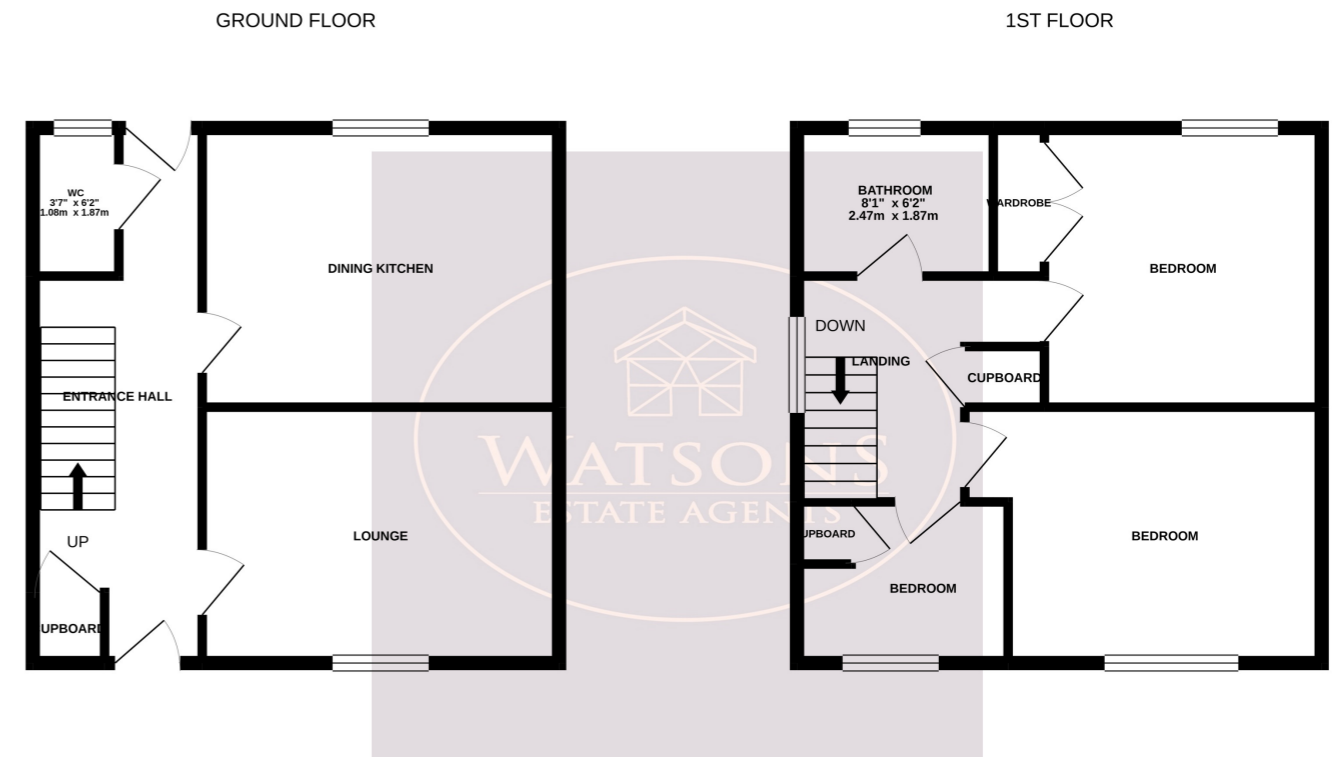 GROUND FLOOR
WC
3'7" x 6'2"
1.08m x 1.87m
DINING KITCHEN
ENTRANCE HALL
LOUNGE
UP
UPBOARD
1ST FLOOR
BATHROOM
8'1" x 6'2"
2.47m x 1.87m
WARDROBE
BEDROOM
DOWN
LANDING
CUPBOARD
UPBOARD
BEDROOM
BEDROOM
WATSONS
ESTATE AGENTS